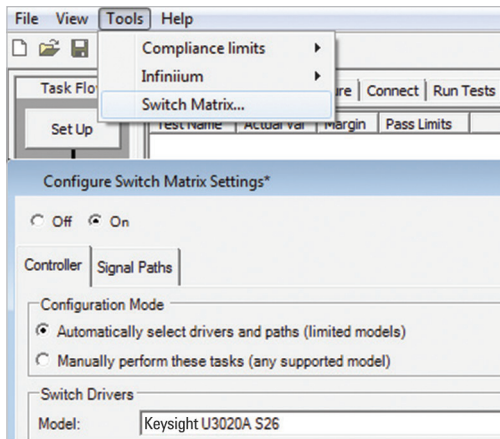 File View Tools Help
Compliance limits
Infiniium
Switch Matrix...
Task Flo
Connect Run Tests
Set Up
Test Name Actual Val Margin Pass Limits
Configure Switch Matrix Settings*
Off On
Controller Signal Paths
Configuration Mode
Automatically select drivers and paths (limited models)
Manually perform these tasks (any supported model)
Switch Drivers
Model: Keysight U3020A S26